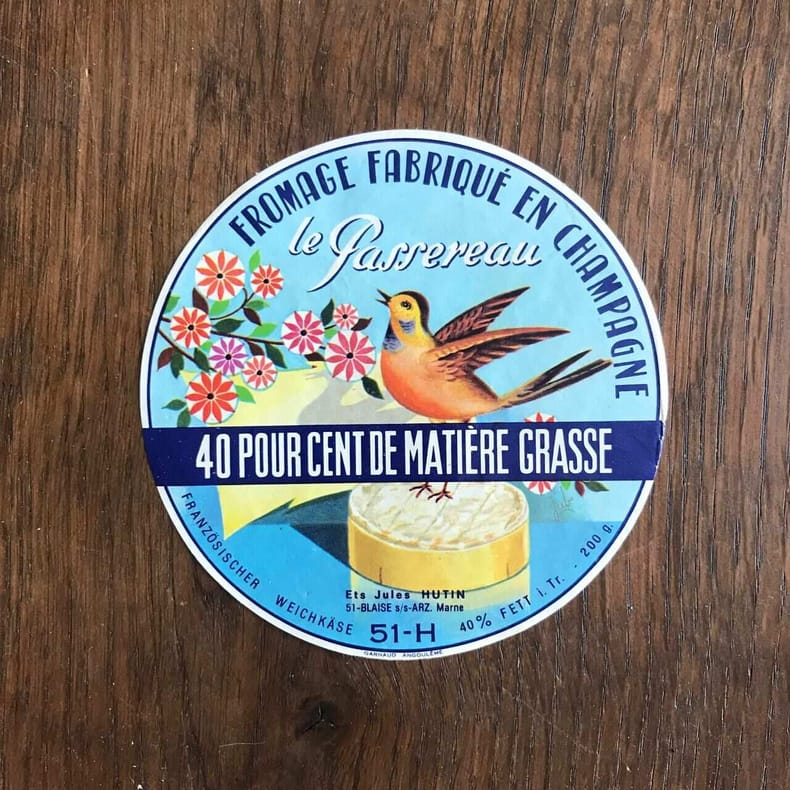 FROMAGE FABRIQUÉ EN CHAMPAGNE
le Passereau
40 POUR CENT DE MATIÈRE GRASSE
Ets Jules HUTIN
51-BLAISE s/s-ARZ. Marne
FRANZÖSISCHER WEICHKÄSE 51-H 40% FETT i. Tr. - 200 g.
GARNAUD ANGOULÊME